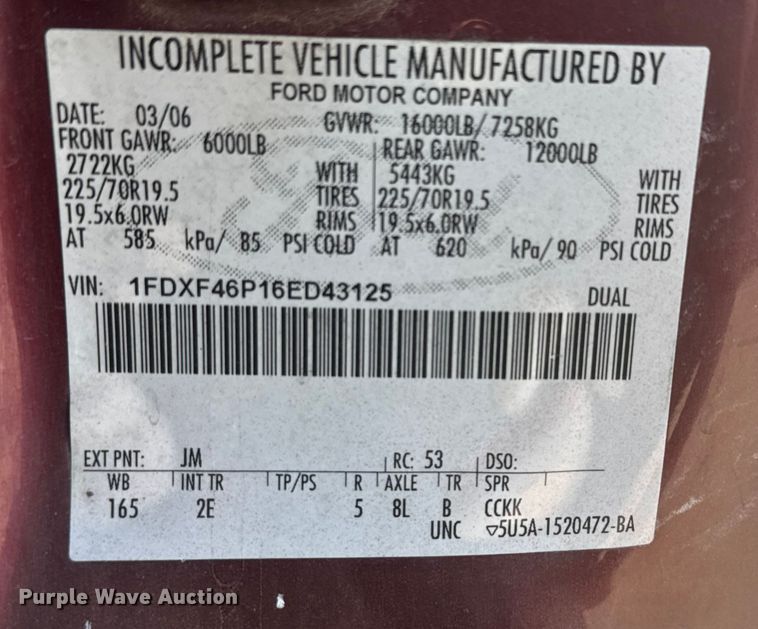 INCOMPLETE VEHICLE MANUFACTURED BY
FORD MOTOR COMPANY
DATE: 03/06 GVWR: 16000LB/ 7258KG
FRONT GAWR: 6000LB REAR GAWR: 12000LB
2722KG WITH 5443KG WITH
225/70R19.5 TIRES 225/70R19.5 TIRES
19.5x6.0RW RIMS 19.5x6.0RW RIMS
AT 585 kPa/ 85 PSI COLD AT 620 kPa/ 90 PSI COLD
VIN: 1FDXF46P16ED43125 DUAL
EXT PNT: JM RC: 53 DSO:
WB INT TR TP/PS R AXLE TR SPR
165 2E 5 8L B CCKK
UNC ▽5U5A-1520472-BA
Purple Wave Auction